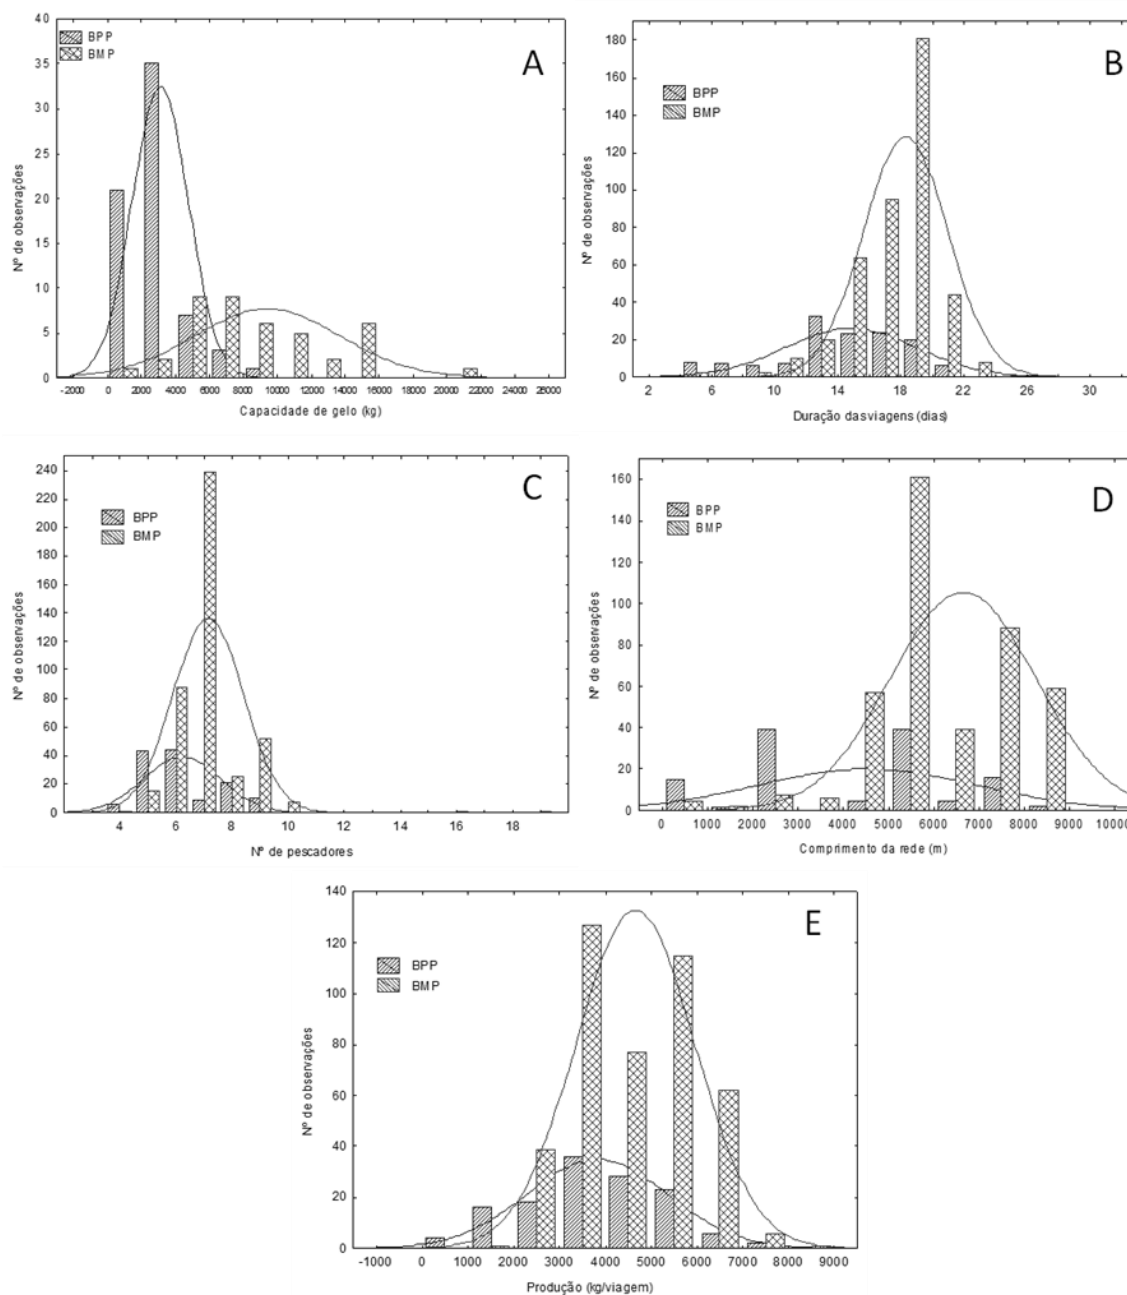 A
BPP
BMP
Nº de observações
40
35
30
25
20
15
10
5
0
-2000 0 2000 4000 6000 8000 10000 12000 14000 16000 18000 20000 22000 24000 26000
Capacidade de gelo (kg)
B
BPP
BMP
Nº de observações
180
160
140
120
100
80
60
40
20
0
2 6 10 14 18 22 26 30
Duração dasviagens (dias)
C
BPP
BMP
Nº de observações
240
220
200
180
160
140
120
100
80
60
40
20
0
4 6 8 10 12 14 16 18
Nº de pescadores
D
BPP
BMP
Nº de observações
160
140
120
100
80
60
40
20
0
0 1000 2000 3000 4000 5000 6000 7000 8000 9000 10000
Comprimento da rede (m)
E
BPP
BMP
Nº de observações
140
120
100
80
60
40
20
0
-1000 0 1000 2000 3000 4000 5000 6000 7000 8000 9000
Produção (kg/viagem)